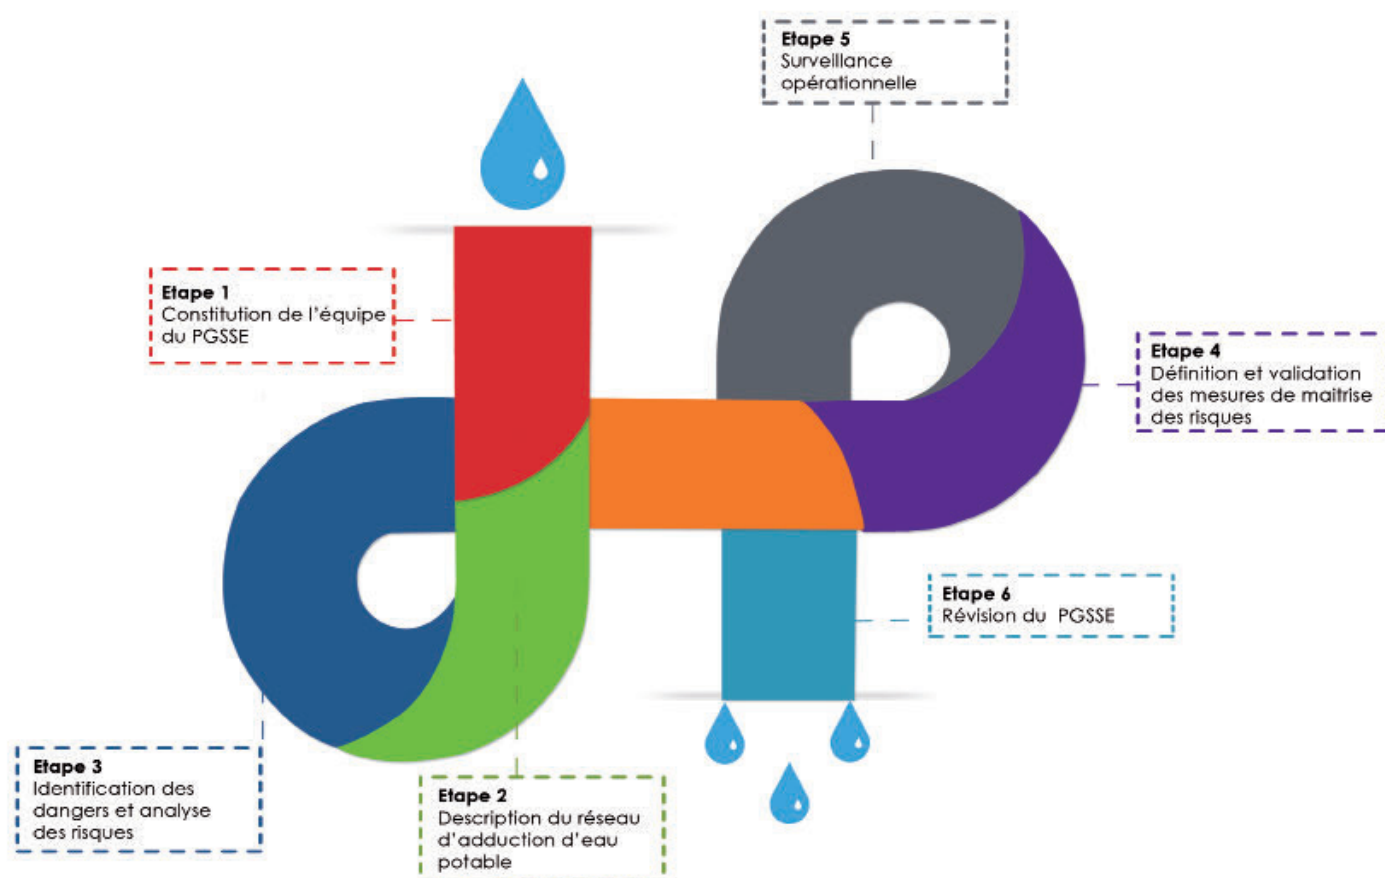 Etape 1
Constitution de l'équipe
du PGSSE
Etape 2
Description du réseau
d'adduction d'eau
potable
Etape 3
Identification des
dangers et analyse
des risques
Etape 4
Définition et validation
des mesures de maitrise
des risques
Etape 5
Surveillance
opérationnelle
Etape 6
Révision du PGSSE